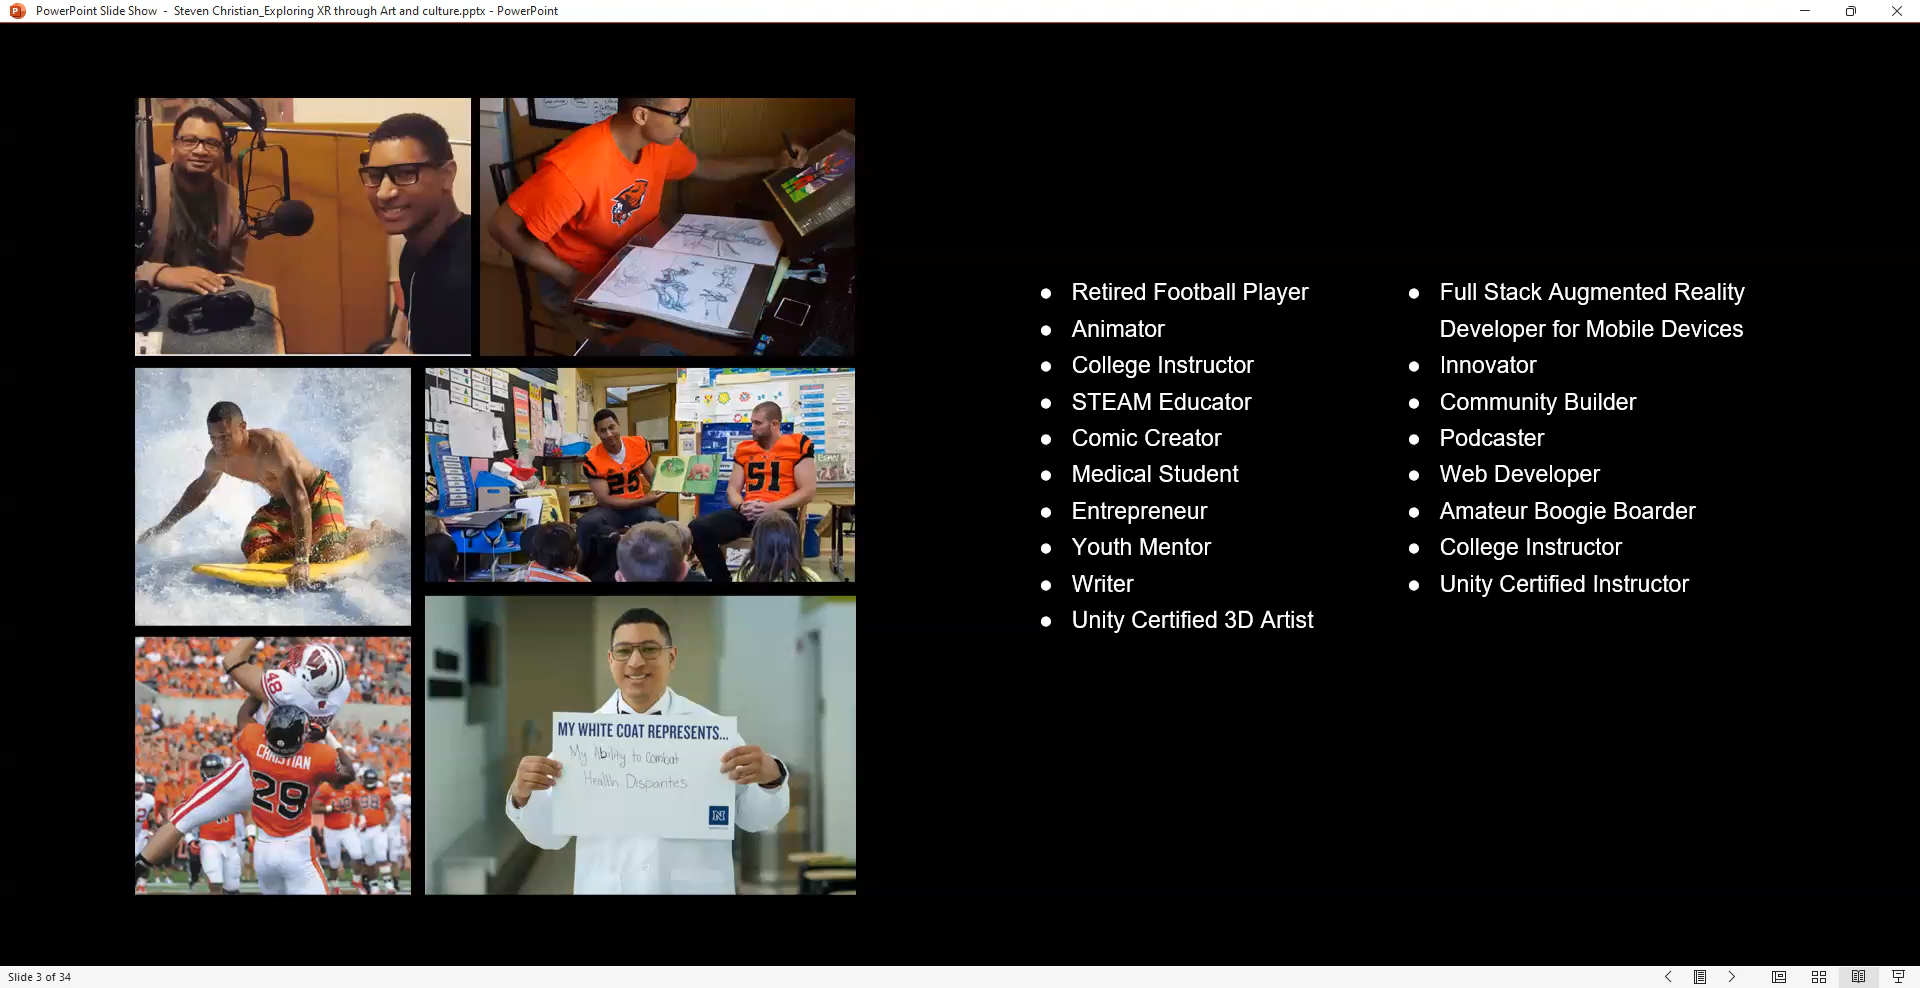 PowerPoint Slide Show - Steven Christian_Exploring XR through Art and culture.pptx - PowerPoint
Retired Football Player
Animator
College Instructor
STEAM Educator
Comic Creator
Medical Student
Entrepreneur
Youth Mentor
Writer
Unity Certified 3D Artist
Full Stack Augmented Reality
Developer for Mobile Devices
Innovator
Community Builder
Podcaster
Web Developer
Amateur Boogie Boarder
College Instructor
Unity Certified Instructor
25
51
48
CHRISTIAN
29
MY WHITE COAT REPRESENTS...
My Ability to Combat
Health Disparities
N
Slide 3 of 34